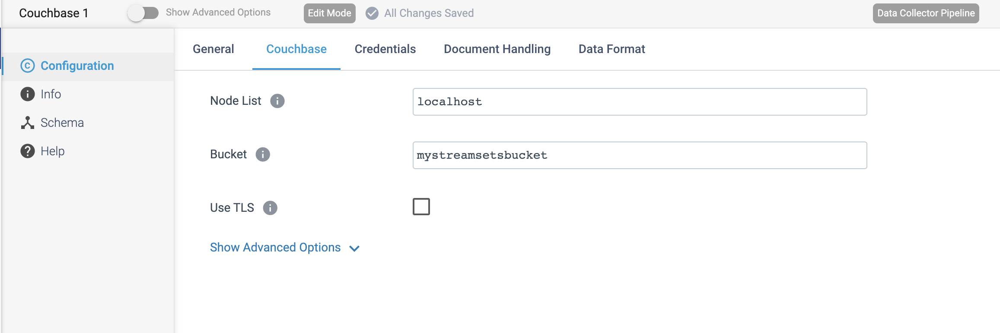 Couchbase 1 Show Advanced Options Edit Mode All Changes Saved Data Collector Pipeline
General Couchbase Credentials Document Handling Data Format
Configuration
Info
Schema
Help
Node List localhost
Bucket mystreamsetsbucket
Use TLS
Show Advanced Options